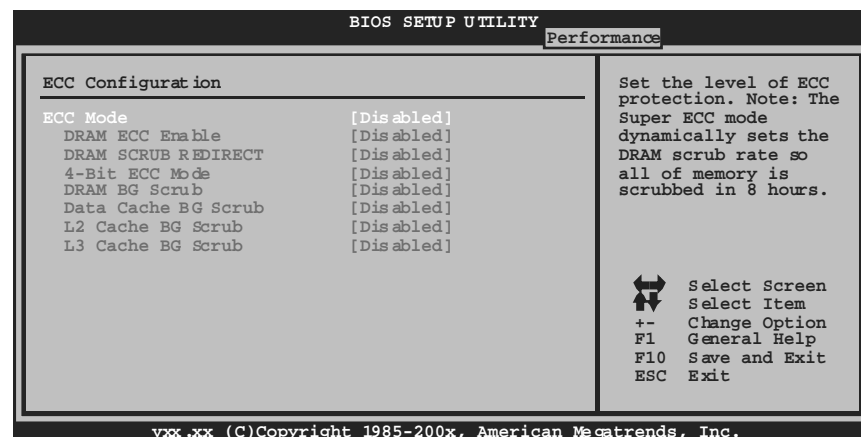 BIOS SETUP UTILITY
Performance
ECC Configuration
ECC Mode [Disabled]
DRAM ECC Enable [Disabled]
DRAM SCRUB REDIRECT [Disabled]
4-Bit ECC Mode [Disabled]
DRAM BG Scrub [Disabled]
Data Cache BG Scrub [Disabled]
L2 Cache BG Scrub [Disabled]
L3 Cache BG Scrub [Disabled]
Set the level of ECC
protection. Note: The
Super ECC mode
dynamically sets the
DRAM scrub rate so
all of memory is
scrubbed in 8 hours.
Select Screen
Select Item
+- Change Option
F1 General Help
F10 Save and Exit
ESC Exit
vxx.xx (C)Copyright 1985-200x, American Megatrends, Inc.